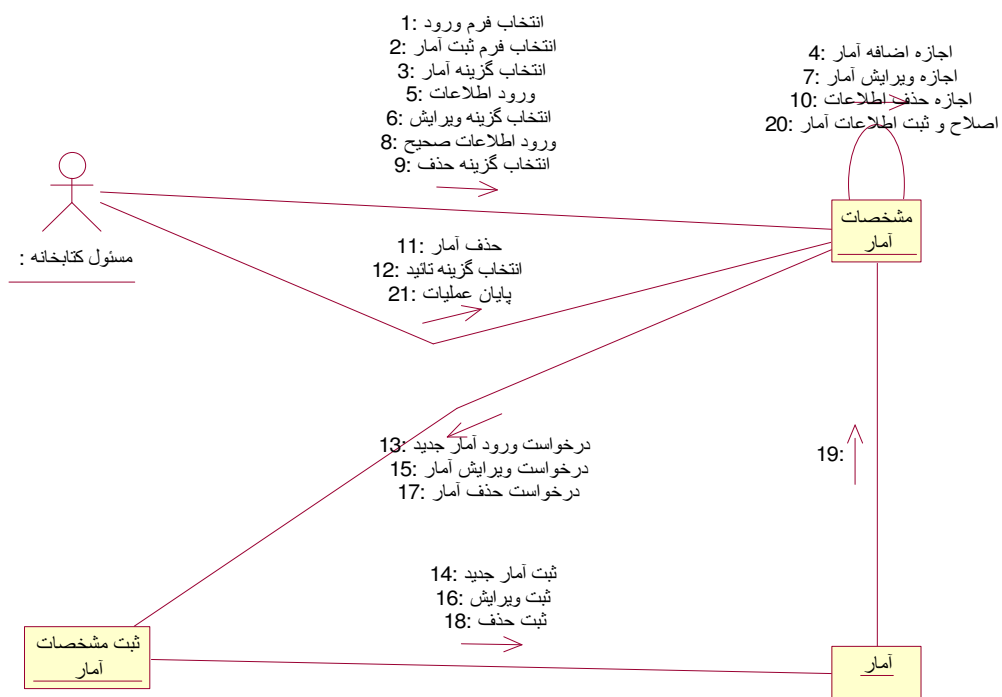 1: انتخاب فرم ورود
2: انتخاب فرم ثبت آمار
3: انتخاب گزینه آمار
5: ورود اطلاعات
6: انتخاب گزینه ویرایش
8: ورود اطلاعات صحیح
9: انتخاب گزینه حذف
4: اجازه اضافه آمار
7: اجازه ویرایش آمار
10: اجازه حذف اطلاعات
20: اصلاح و ثبت اطلاعات آمار
مشخصات
آمار
: مسئول کتابخانه
11: حذف آمار
12: انتخاب گزینه تائید
21: پایان عملیات
13: درخواست ورود آمار جدید
15: درخواست ویرایش آمار
17: درخواست حذف آمار
19:
14: ثبت آمار جدید
16: ثبت ویرایش
18: ثبت حذف
ثبت مشخصات
آمار
آمار